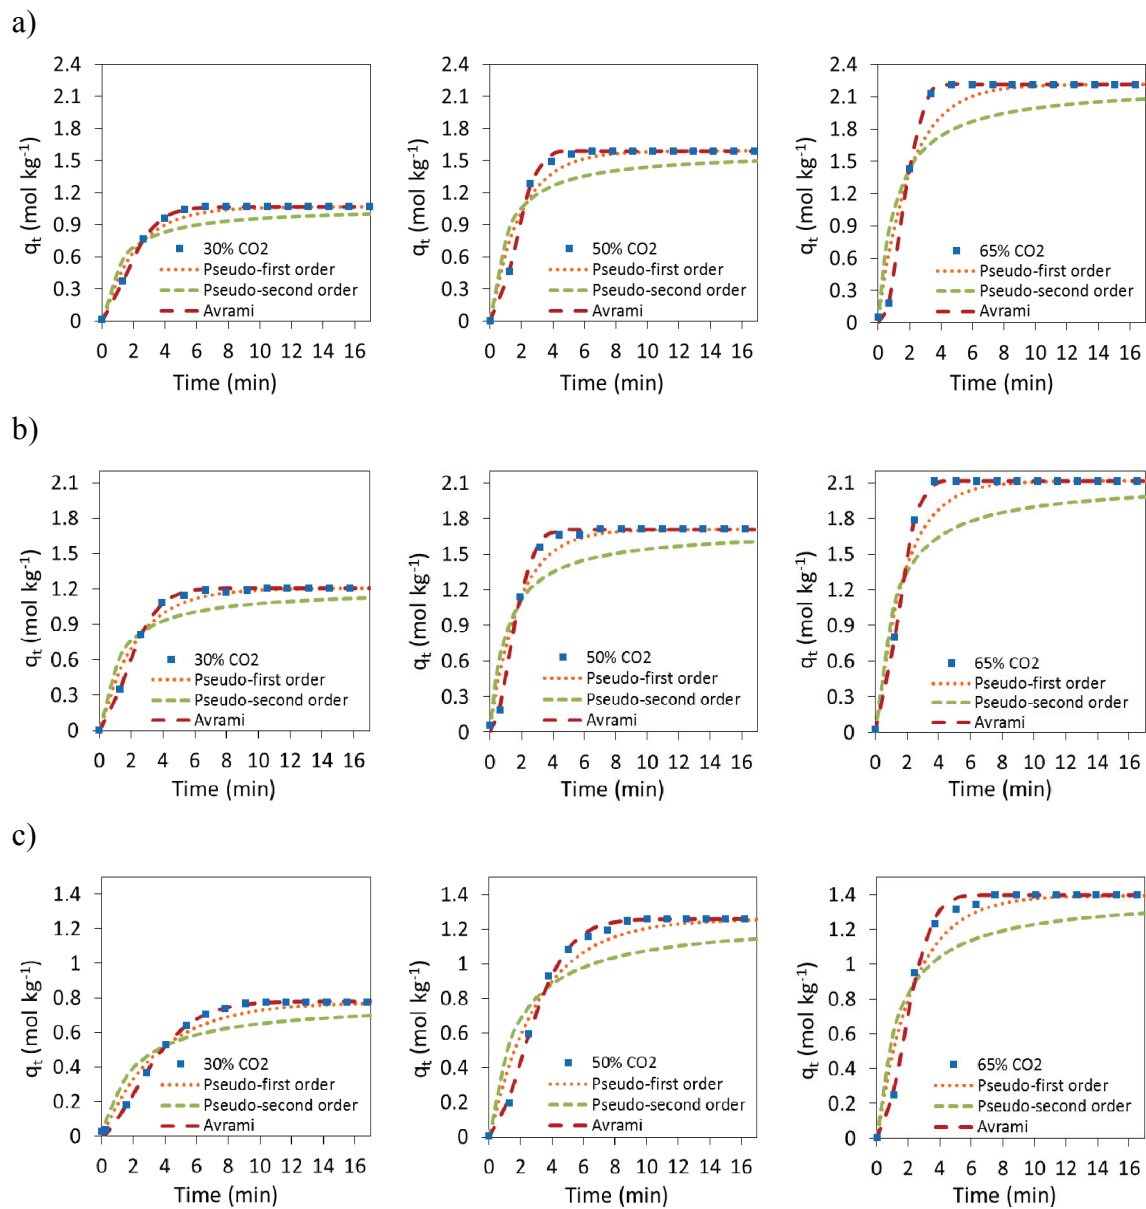 a)
2.4
2.1
1.8
1.5
1.2
0.9
0.6
0.3
0
qt (mol kg-1)
30% CO2
Pseudo-first order
Pseudo-second order
Avrami
0 2 4 6 8 10 12 14 16
Time (min)
2.4
2.1
1.8
1.5
1.2
0.9
0.6
0.3
0
qt (mol kg-1)
50% CO2
Pseudo-first order
Pseudo-second order
Avrami
0 2 4 6 8 10 12 14 16
Time (min)
2.4
2.1
1.8
1.5
1.2
0.9
0.6
0.3
0
qt (mol kg-1)
65% CO2
Pseudo-first order
Pseudo-second order
Avrami
0 2 4 6 8 10 12 14 16
Time (min)
b)
2.1
1.8
1.5
1.2
0.9
0.6
0.3
0
qt (mol kg-1)
30% CO2
Pseudo-first order
Pseudo-second order
Avrami
0 2 4 6 8 10 12 14 16
Time (min)
2.1
1.8
1.5
1.2
0.9
0.6
0.3
0
qt (mol kg-1)
50% CO2
Pseudo-first order
Pseudo-second order
Avrami
0 2 4 6 8 10 12 14 16
Time (min)
2.1
1.8
1.5
1.2
0.9
0.6
0.3
0
qt (mol kg-1)
65% CO2
Pseudo-first order
Pseudo-second order
Avrami
0 2 4 6 8 10 12 14 16
Time (min)
c)
1.4
1.2
1
0.8
0.6
0.4
0.2
0
qt (mol kg-1)
30% CO2
Pseudo-first order
Pseudo-second order
Avrami
0 2 4 6 8 10 12 14 16
Time (min)
1.4
1.2
1
0.8
0.6
0.4
0.2
0
qt (mol kg-1)
50% CO2
Pseudo-first order
Pseudo-second order
Avrami
0 2 4 6 8 10 12 14 16
Time (min)
1.4
1.2
1
0.8
0.6
0.4
0.2
0
qt (mol kg-1)
65% CO2
Pseudo-first order
Pseudo-second order
Avrami
0 2 4 6 8 10 12 14 16
Time (min)